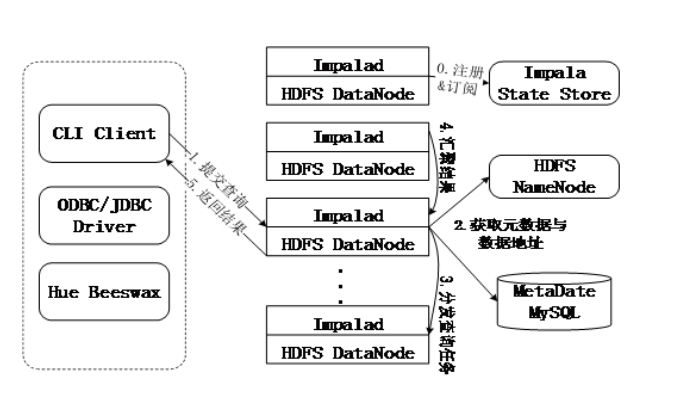 Impalad
HDFS DataNode
0. 注册
&订阅
Impala
State Store
CLI Client
Impalad
HDFS DataNode
4. 汇聚结果
HDFS
NameNode
1. 提交查询
5. 返回结果
ODBC/JDBC
Driver
Impalad
HDFS DataNode
2. 获取元数据与
数据地址
Hue Beeswax
. . .
3. 分发查询任务
MetaDate
MySQL
Impalad
HDFS DataNode